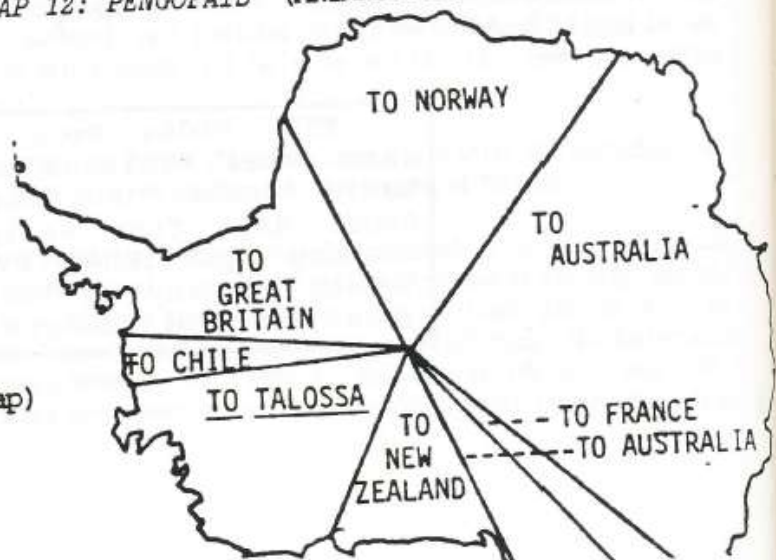 AP 12: PENGOPAIS
TO NORWAY
TO
AUSTRALIA
TO
GREAT
BRITAIN
TO CHILE
ap)
TO TALOSSA
TO
NEW
ZEALAND
TO FRANCE
TO AUSTRALIA